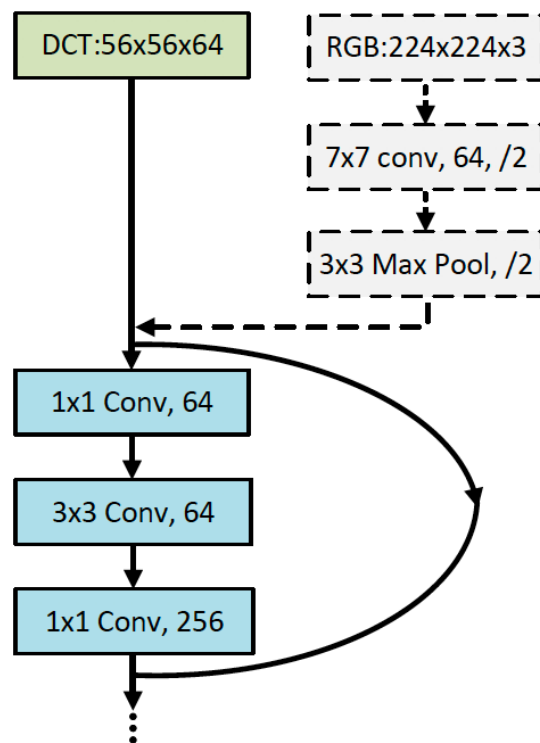 DCT:56x56x64
RGB:224x224x3
7x7 conv, 64, /2
3x3 Max Pool, /2
1x1 Conv, 64
3x3 Conv, 64
1x1 Conv, 256